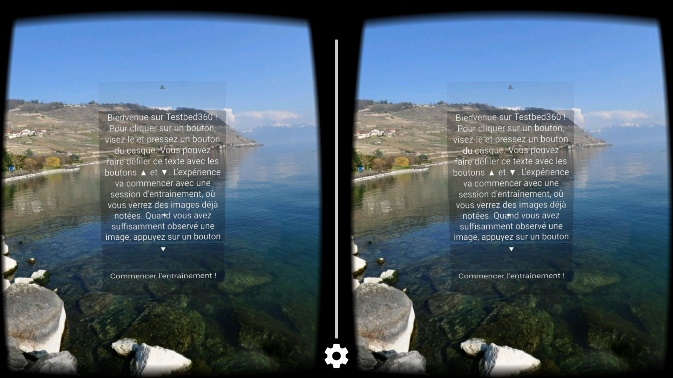 Bienvenue sur Testbed360 !
Pour cliquer sur un bouton,
visez-le et pressez un bouton
du casque. Vous pouvez
faire défiler ce texte avec les
boutons ▲ et ▼. L'expérience
va commencer avec une
session d'entrainement, où
vous verrez des images déjà
notées. Quand vous avez
suffisamment observé une
image, appuyez sur un bouton
Commencer l'entrainement !
Bienvenue sur Testbed360 !
Pour cliquer sur un bouton,
visez-le et pressez un bouton
du casque. Vous pouvez
faire défiler ce texte avec les
boutons ▲ et ▼. L'expérience
va commencer avec une
session d'entrainement, où
vous verrez des images déjà
notées. Quand vous avez
suffisamment observé une
image, appuyez sur un bouton
Commencer l'entrainement !